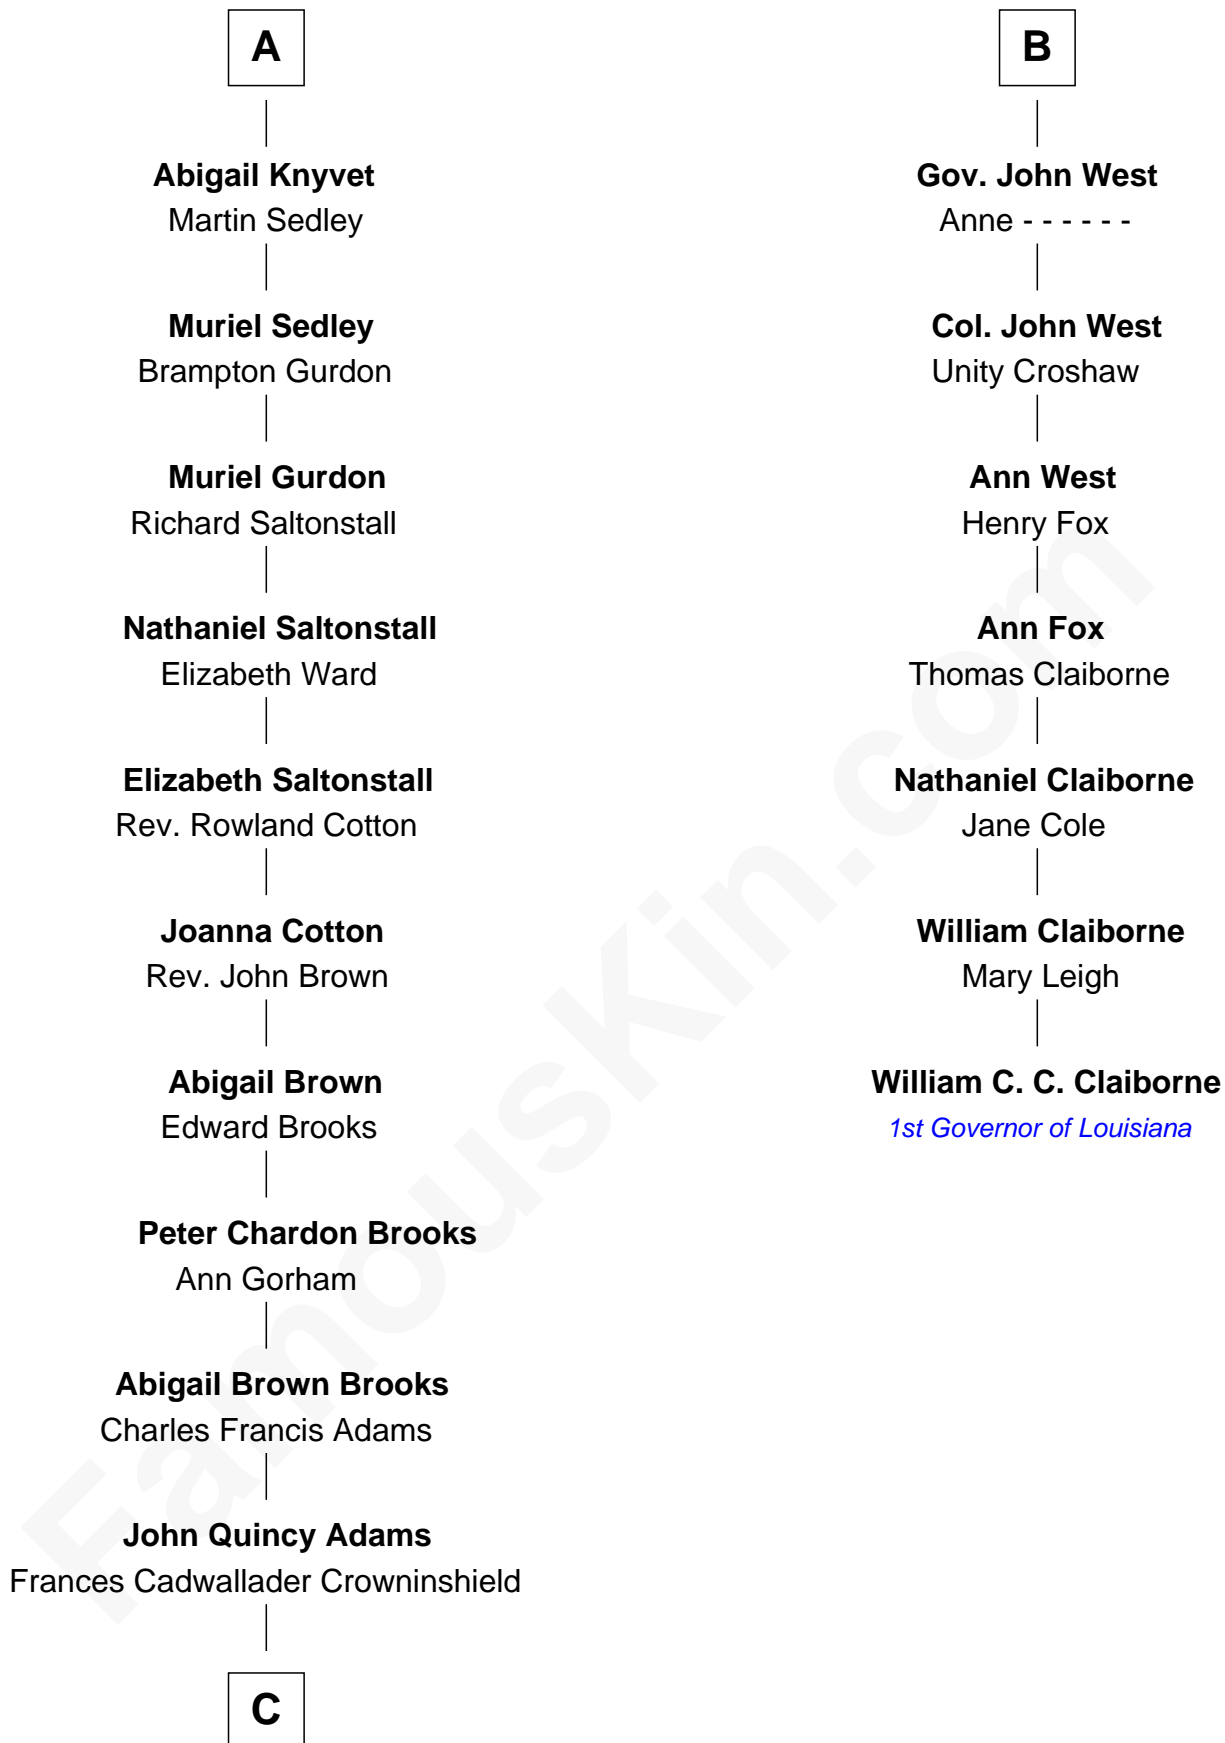 A
Abigail Knyvet
Martin Sedley
Muriel Sedley
Brampton Gurdon
Muriel Gurdon
Richard Saltonstall
Nathaniel Saltonstall
Elizabeth Ward
Elizabeth Saltonstall
Rev. Rowland Cotton
Joanna Cotton
Rev. John Brown
Abigail Brown
Edward Brooks
Peter Chardon Brooks
Ann Gorham
Abigail Brown Brooks
Charles Francis Adams
John Quincy Adams
Frances Cadwallader Crowninshield
C
B
Gov. John West
Anne - - - - - -
Col. John West
Unity Croshaw
Ann West
Henry Fox
Ann Fox
Thomas Claiborne
Nathaniel Claiborne
Jane Cole
William Claiborne
Mary Leigh
William C. C. Claiborne
1st Governor of Louisiana
FamousKin.com